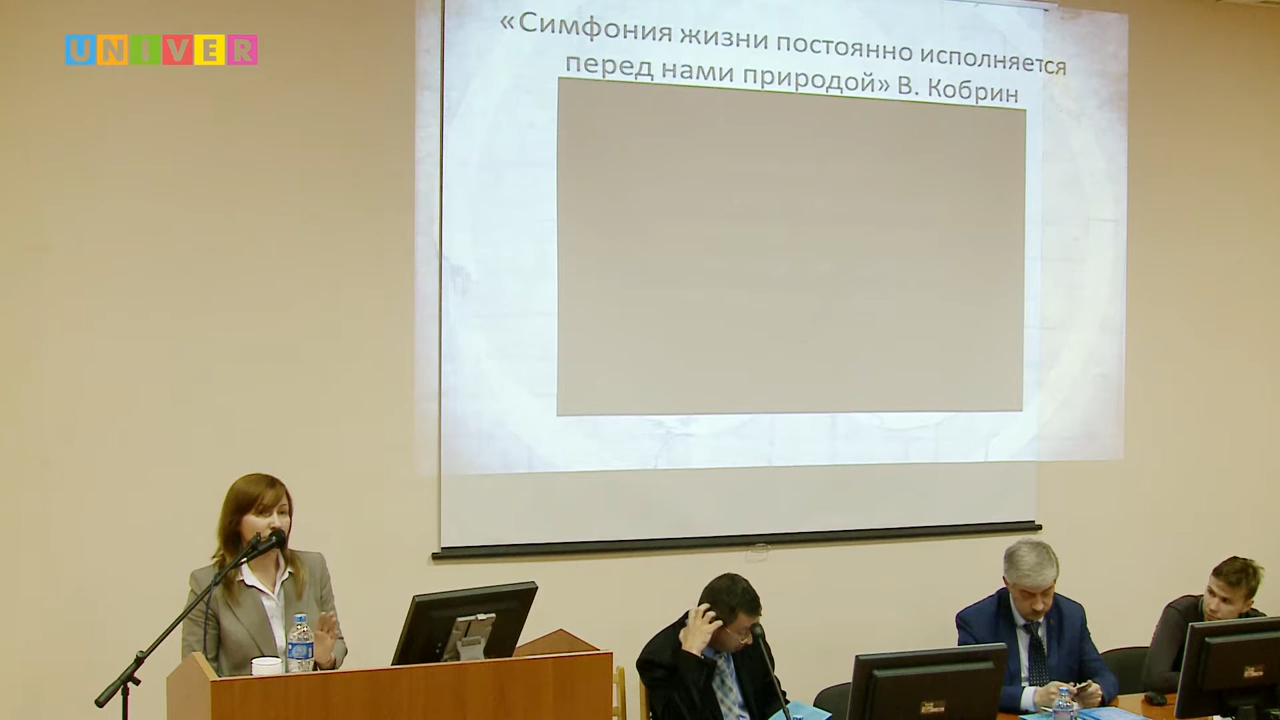 UNIVER
«Симфония жизни постоянно исполняется
перед нами природой» В. Кобрин